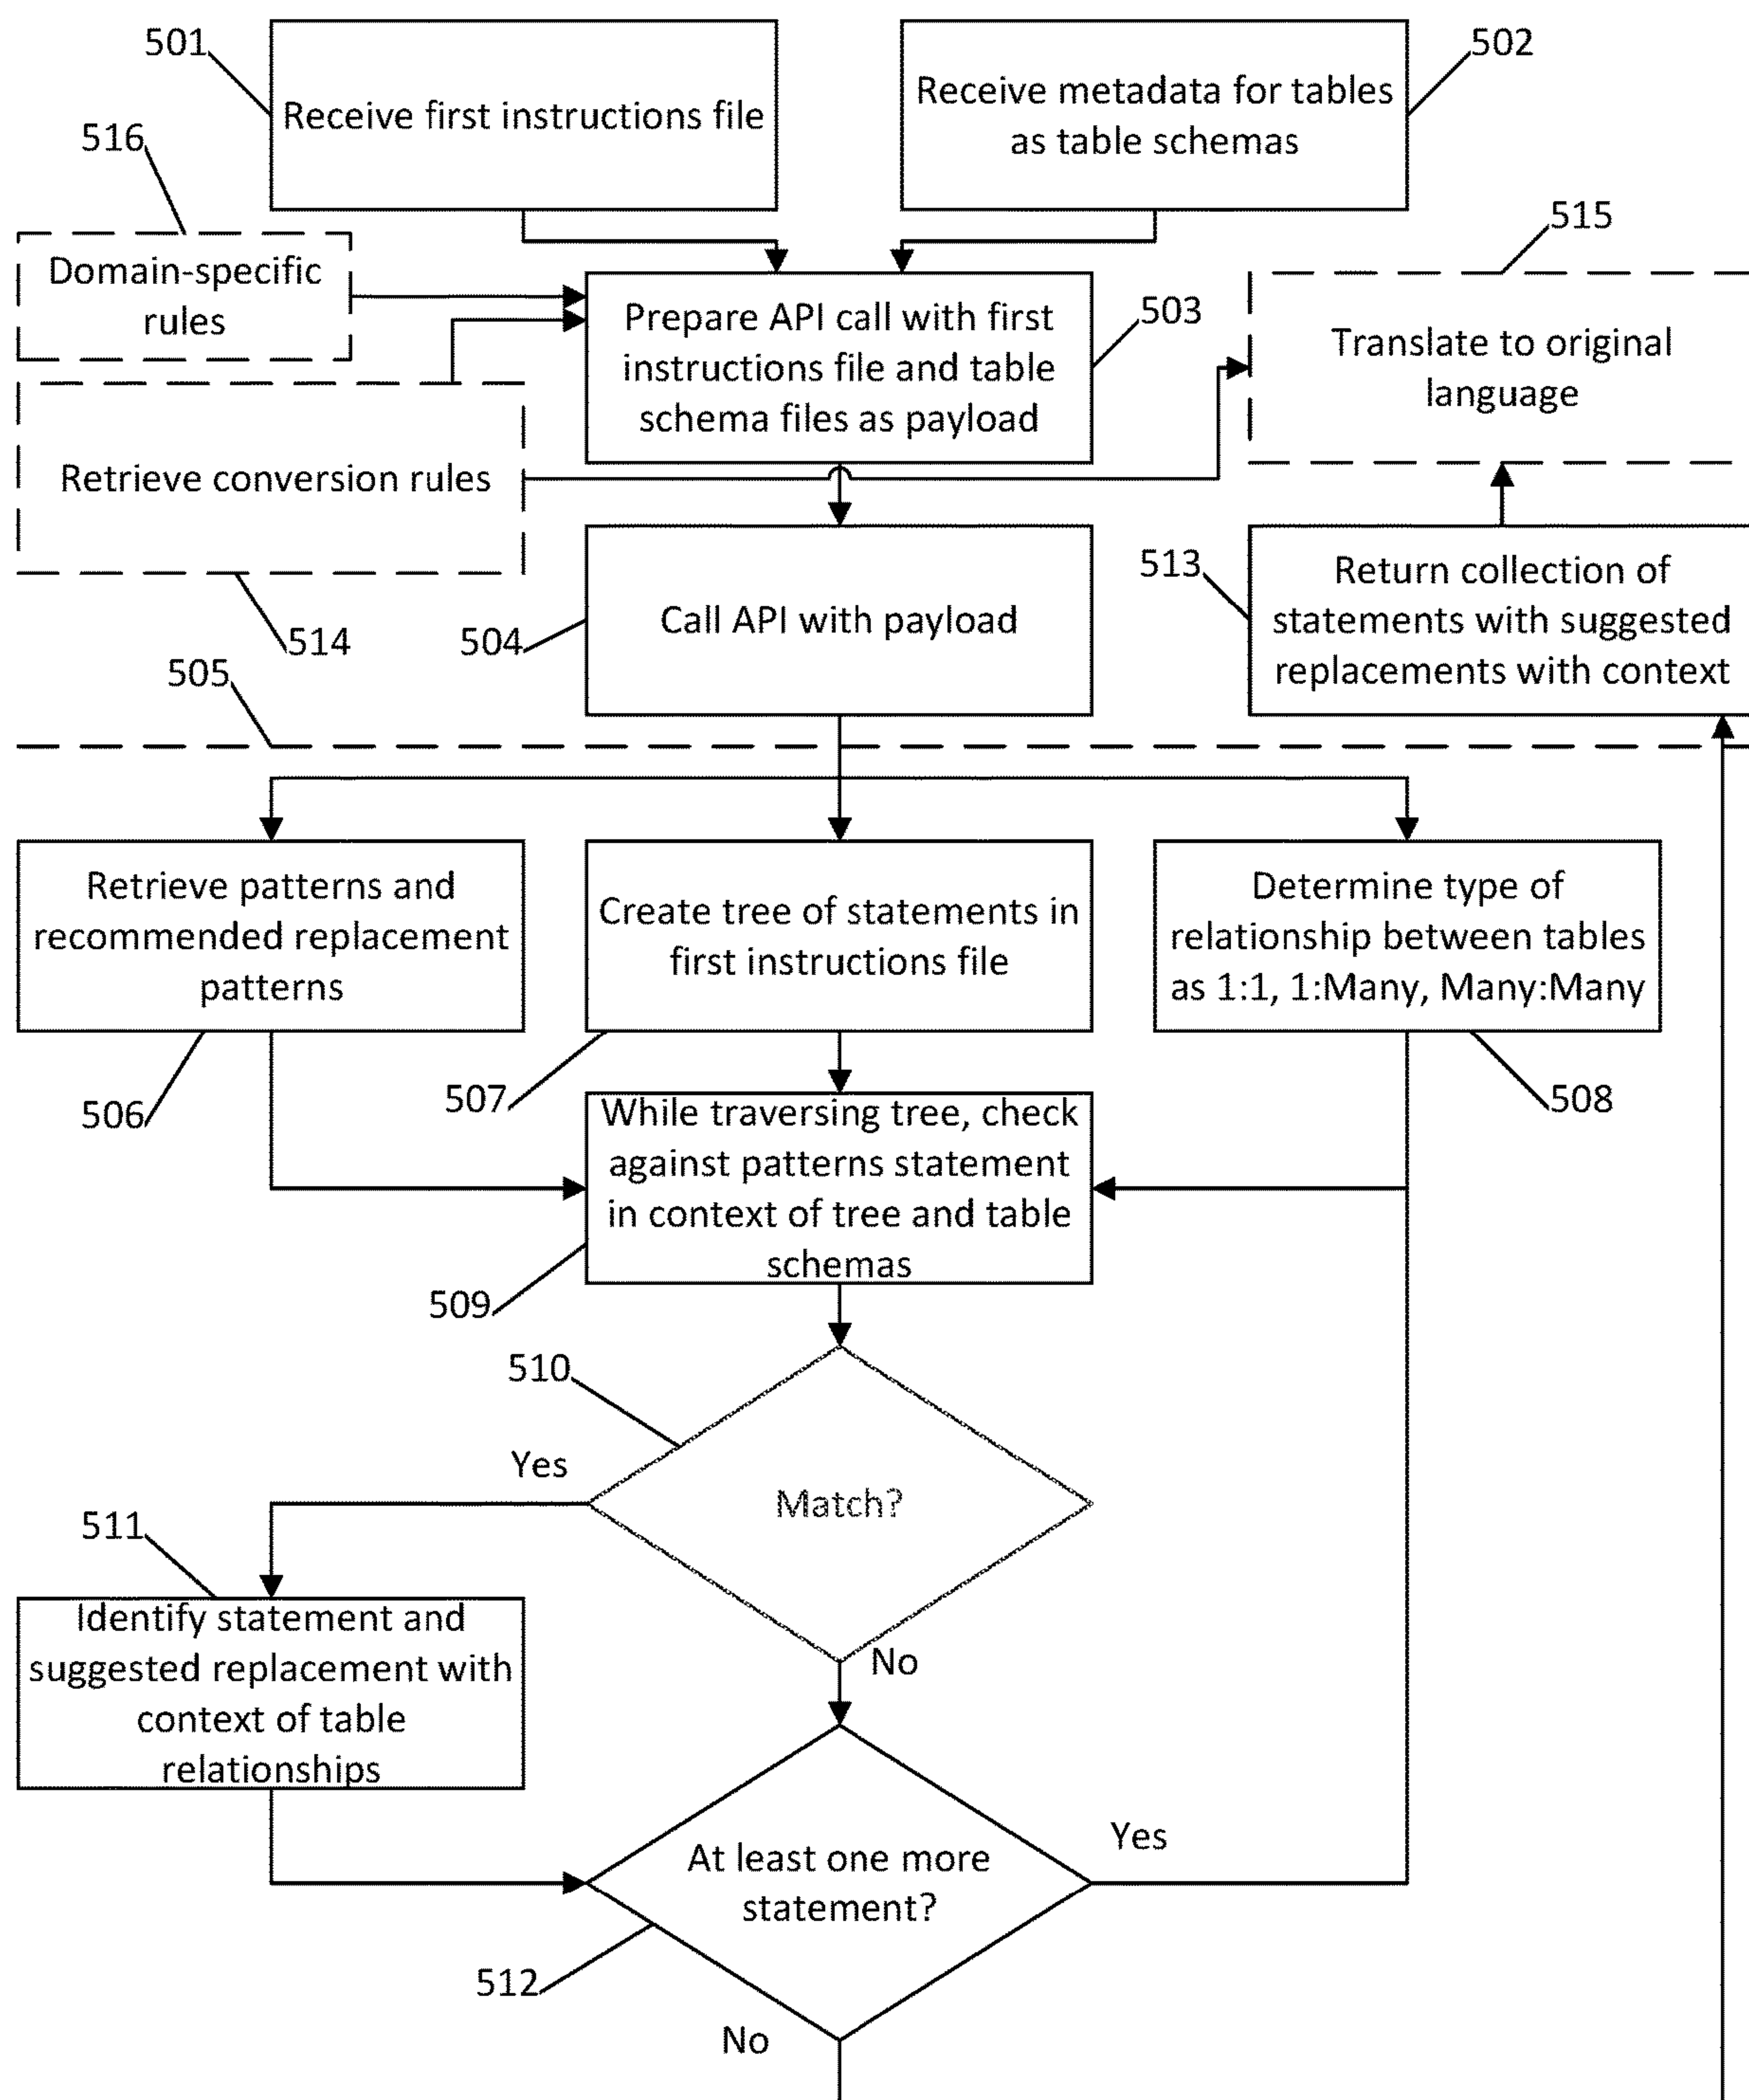 501
Receive first instructions file
Receive metadata for tables
as table schemas
502
516
Domain-specific
rules
515
Prepare API call with first
instructions file and table
schema files as payload
503
Translate to original
language
Retrieve conversion rules
514
504
Call API with payload
513
Return collection of
statements with suggested
replacements with context
505
Retrieve patterns and
recommended replacement
patterns
Create tree of statements in
first instructions file
Determine type of
relationship between tables
as 1:1, 1:Many, Many:Many
506
507
508
While traversing tree, check
against patterns statement
in context of tree and table
schemas
509
510
Yes
Match?
No
511
Identify statement and
suggested replacement with
context of table
relationships
At least one more
statement?
Yes
512
No